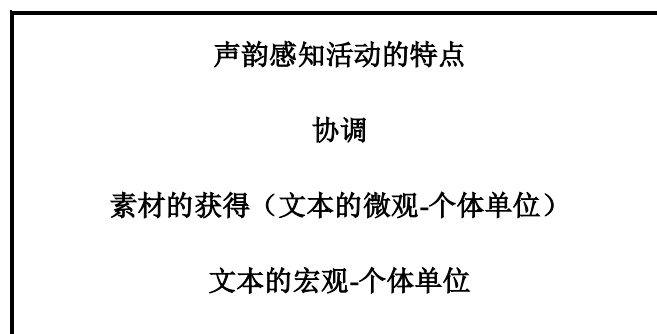 声韵感知活动的特点
协调
素材的获得（文本的微观-个体单位）
文本的宏观-个体单位